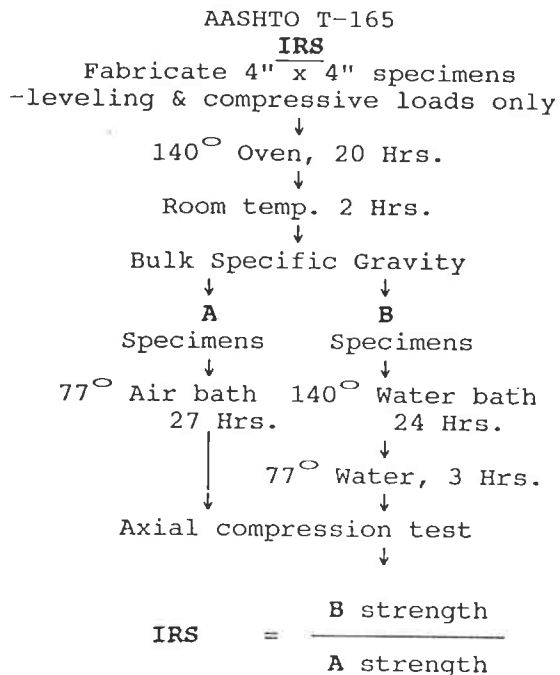 AASHTO T-165
IRS
Fabricate 4" x 4" specimens
-leveling & compressive loads only
↓
140° Oven, 20 Hrs.
↓
Room temp. 2 Hrs.
↓
Bulk Specific Gravity
↓ ↓
A B
Specimens Specimens
↓ ↓
77° Air bath 140° Water bath
27 Hrs. 24 Hrs.
↓
77° Water, 3 Hrs.
↓ ↓
Axial compression test
↓
B strength
IRS = 
A strength